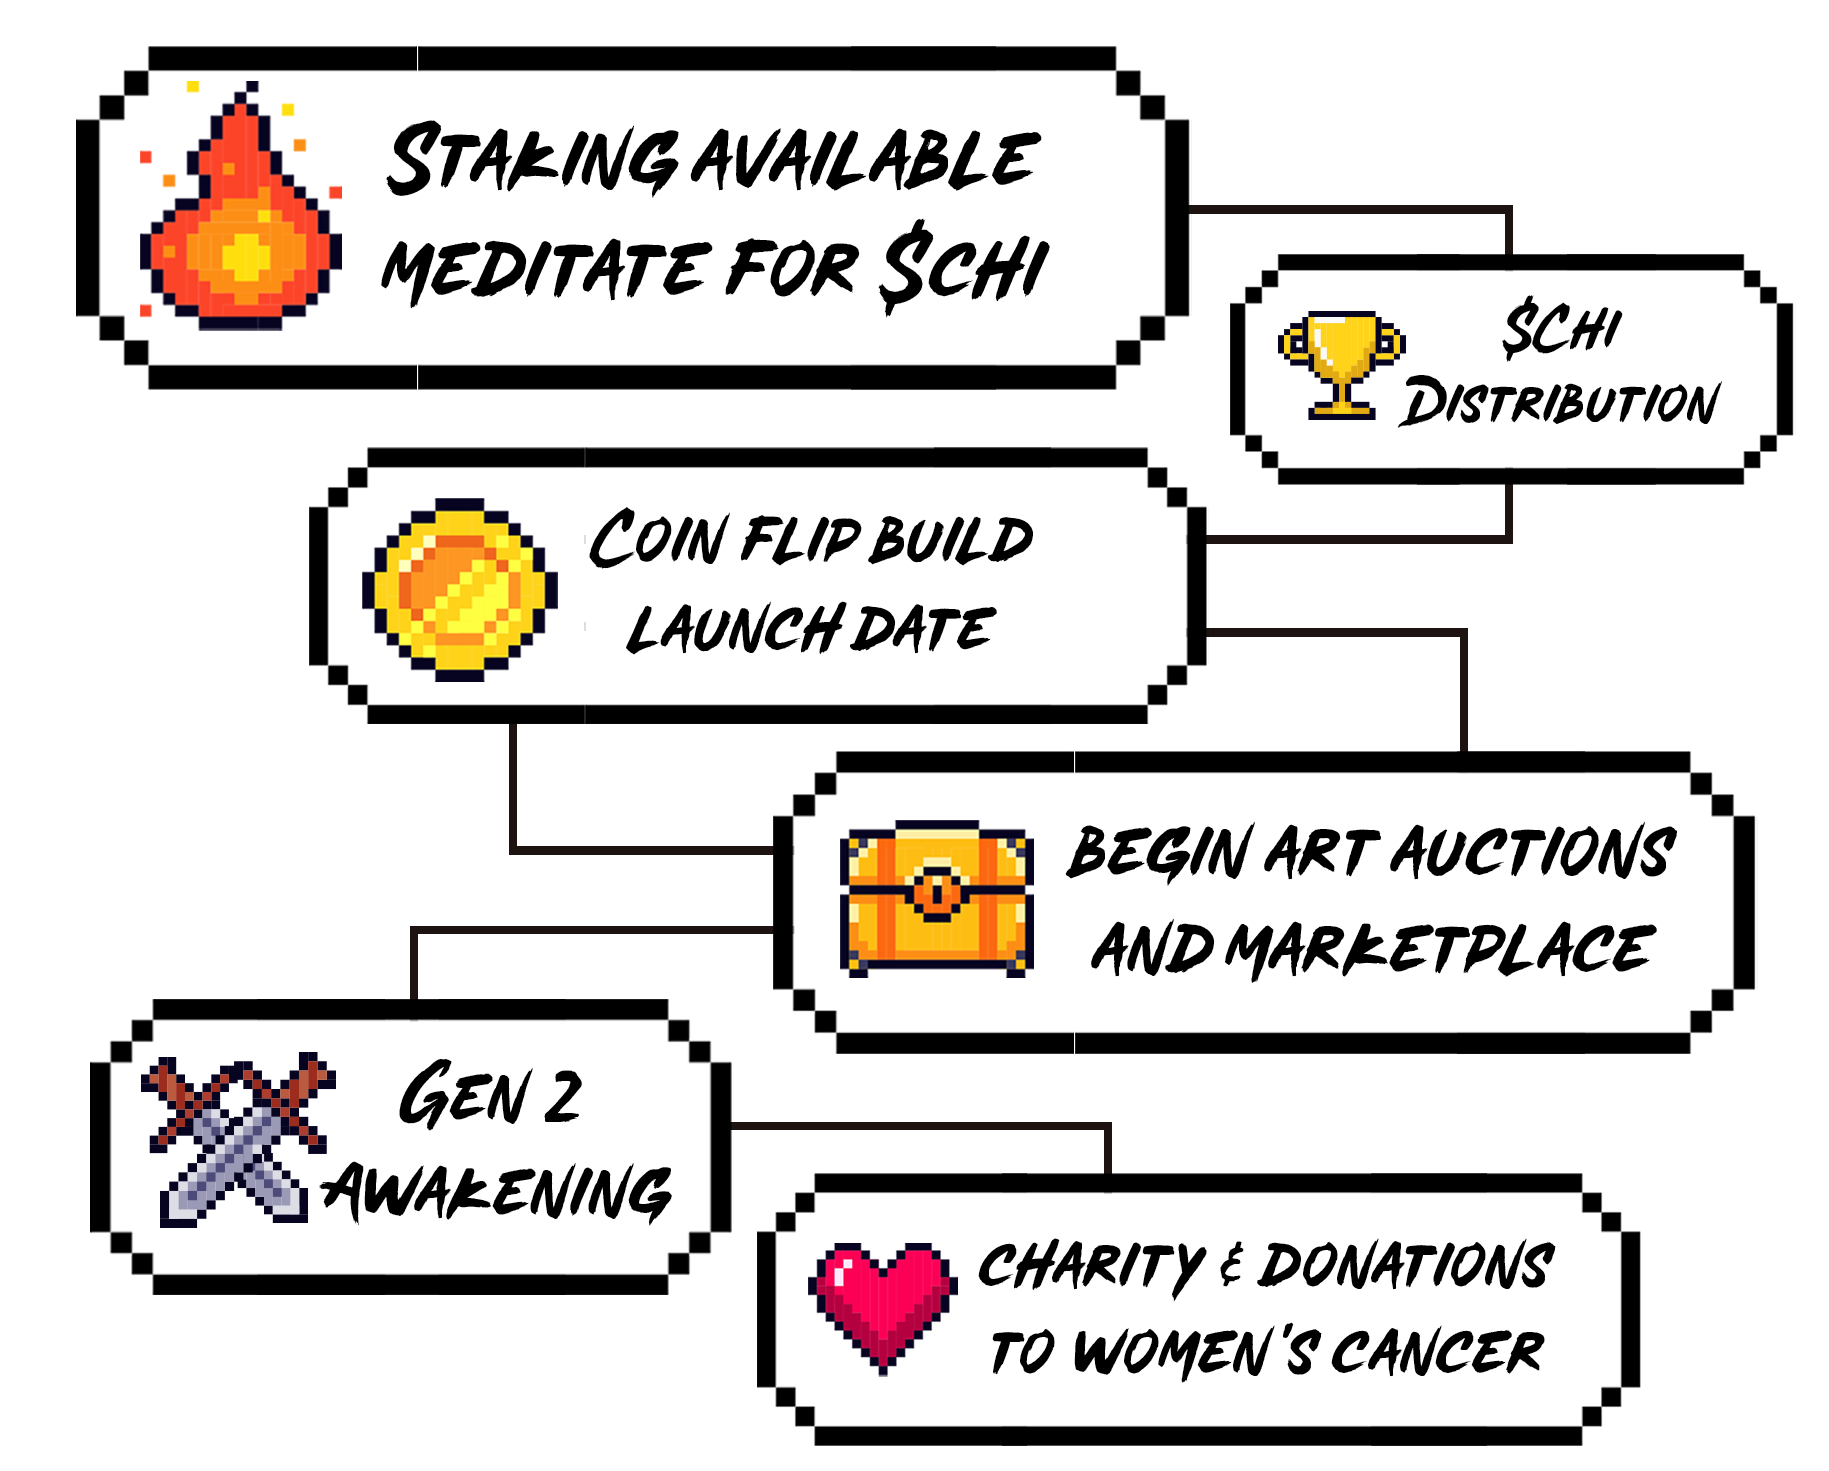 STAKING AVAILABLE
MEDITATE FOR $CHI
$CHI
DISTRIBUTION
COIN FLIP BUILD
LAUNCH DATE
BEGIN ART AUCTIONS
AND MARKETPLACE
GEN 2
AWAKENING
CHARITY & DONATIONS
TO WOMEN'S CANCER